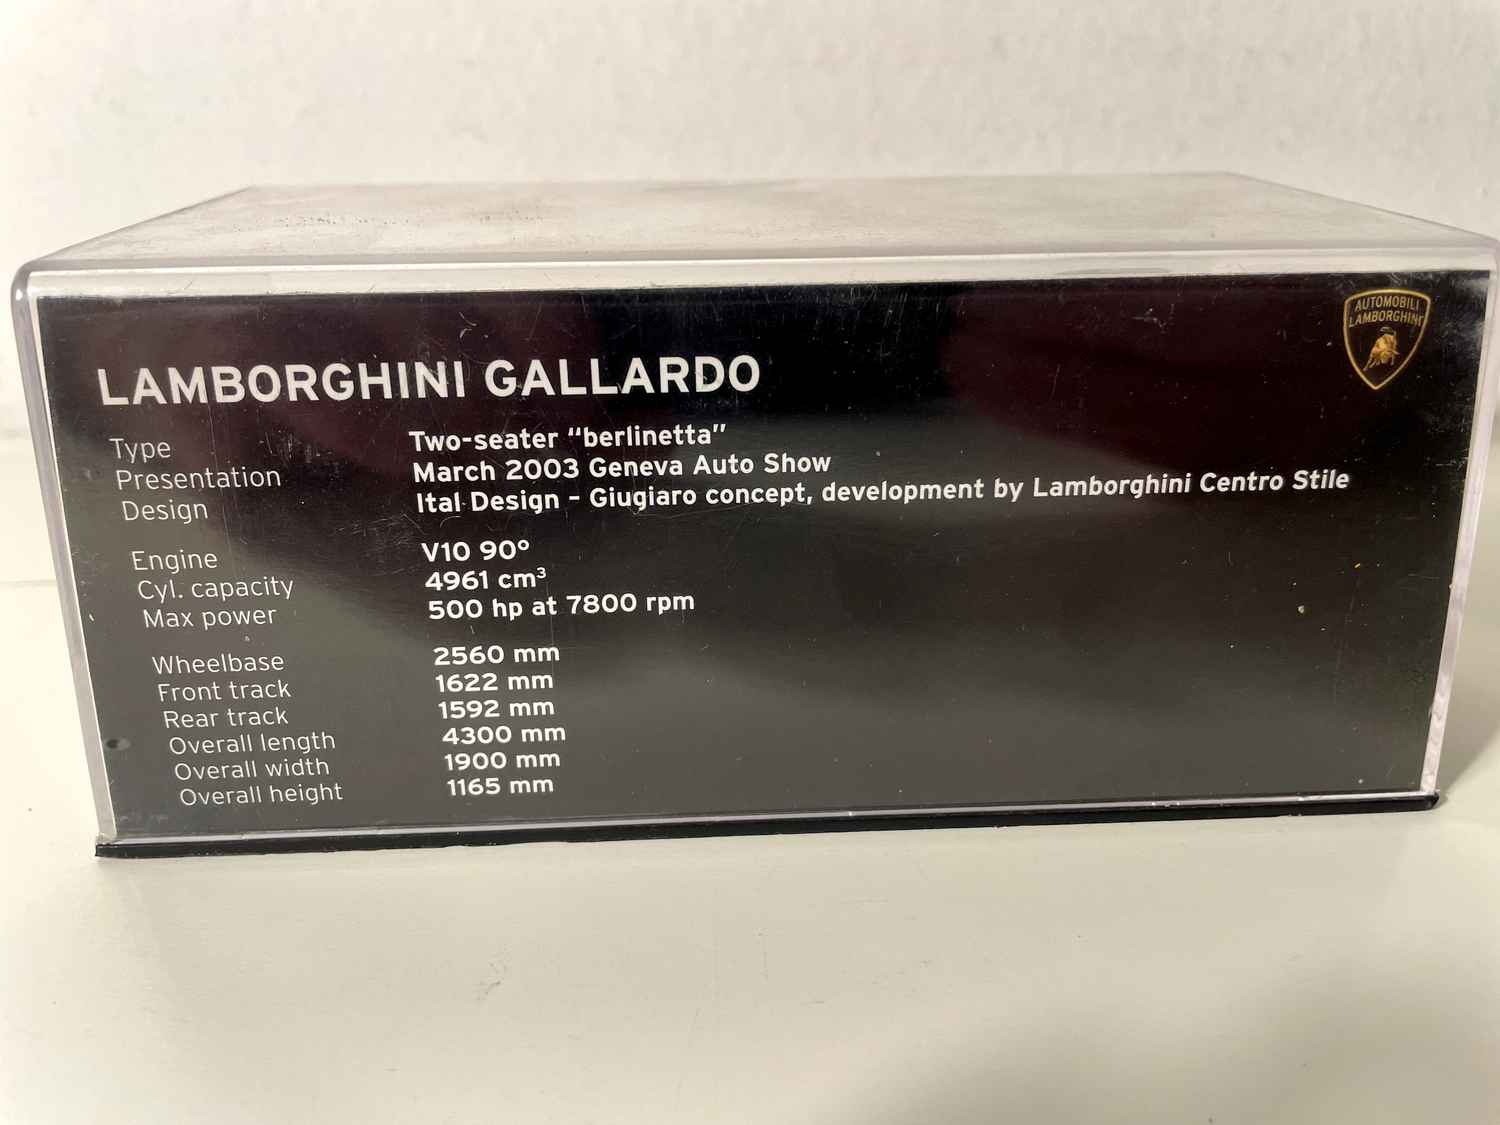 AUTOMOBILI
LAMBORGHINI
LAMBORGHINI GALLARDO
Type Two-seater “berlinetta”
Presentation March 2003 Geneva Auto Show
Design Ital Design – Giugiaro concept, development by Lamborghini Centro Stile
Engine V10 90°
Cyl. capacity 4961 cm³
Max power 500 hp at 7800 rpm
Wheelbase 2560 mm
Front track 1622 mm
Rear track 1592 mm
Overall length 4300 mm
Overall width 1900 mm
Overall height 1165 mm